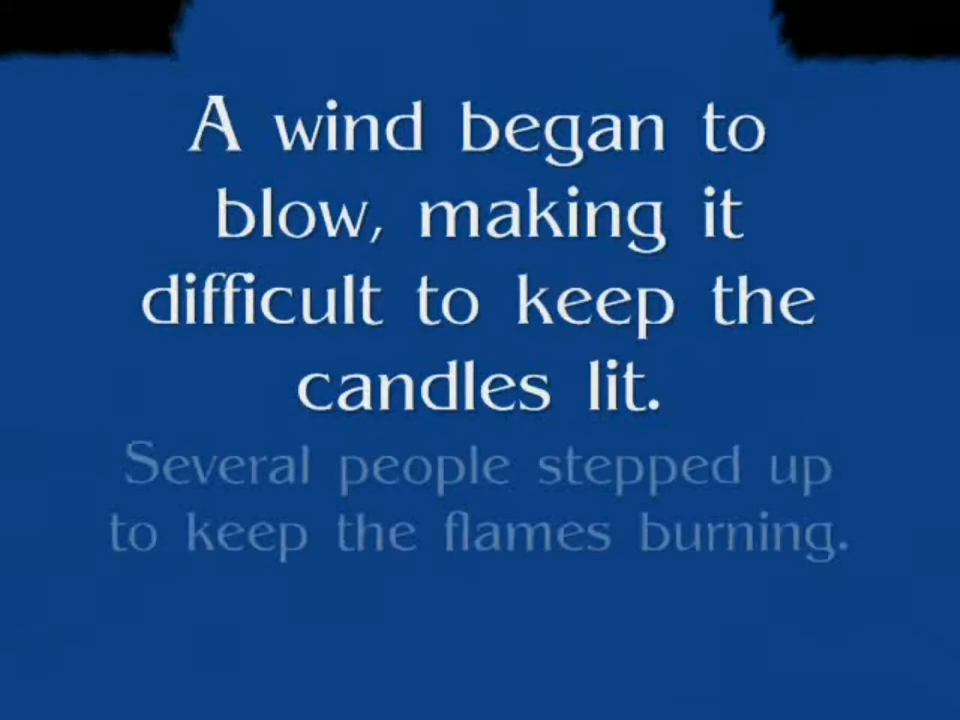 A wind began to
blow, making it
difficult to keep the
candles lit.
Several people stepped up
to keep the flames burning.